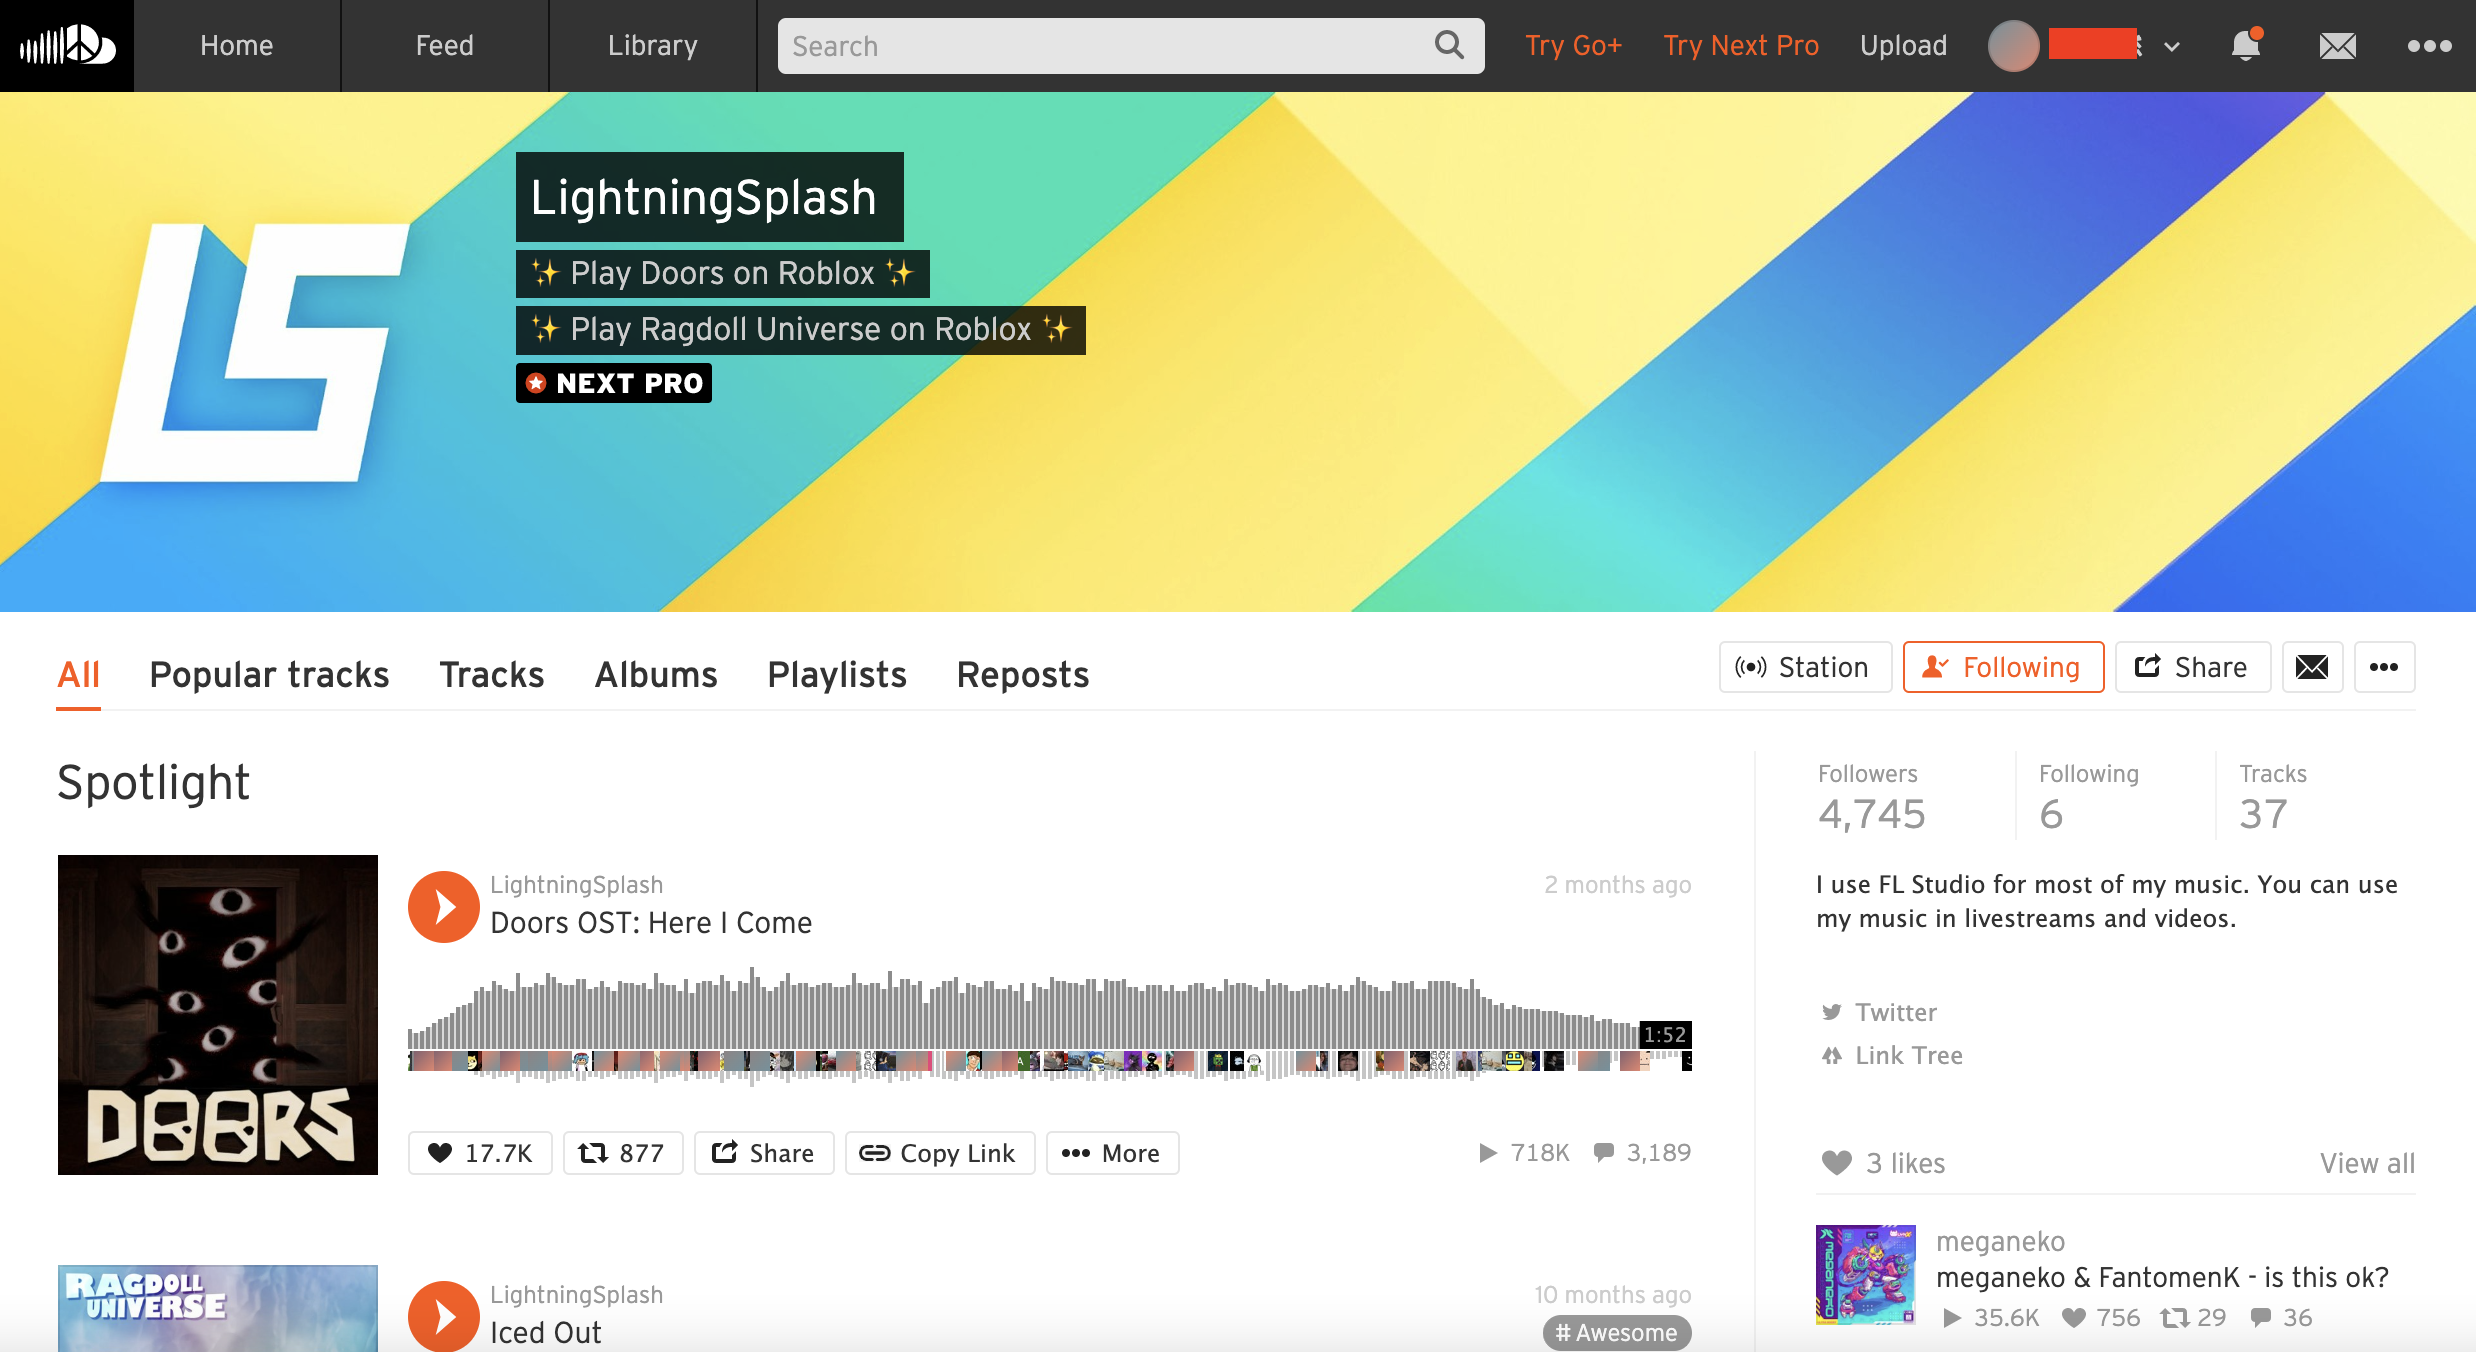 Home
Feed
Library
Search
Try Go+
Try Next Pro
Upload
LS
LightningSplash
✨ Play Doors on Roblox ✨
✨ Play Ragdoll Universe on Roblox ✨
NEXT PRO
All
Popular tracks
Tracks
Albums
Playlists
Reposts
Station
Following
Share
Spotlight
DOORS
LightningSplash
2 months ago
Doors OST: Here I Come
1:52
17.7K
877
Share
Copy Link
More
718K
3,189
RAGDOLL
UNIVERSE
LightningSplash
10 months ago
Iced Out
# Awesome
Followers
4,745
Following
6
Tracks
37
I use FL Studio for most of my music. You can use
my music in livestreams and videos.
Twitter
Link Tree
3 likes
View all
MEGANEKO
meganeko
meganeko & FantomenK - is this ok?
35.6K
756
29
36